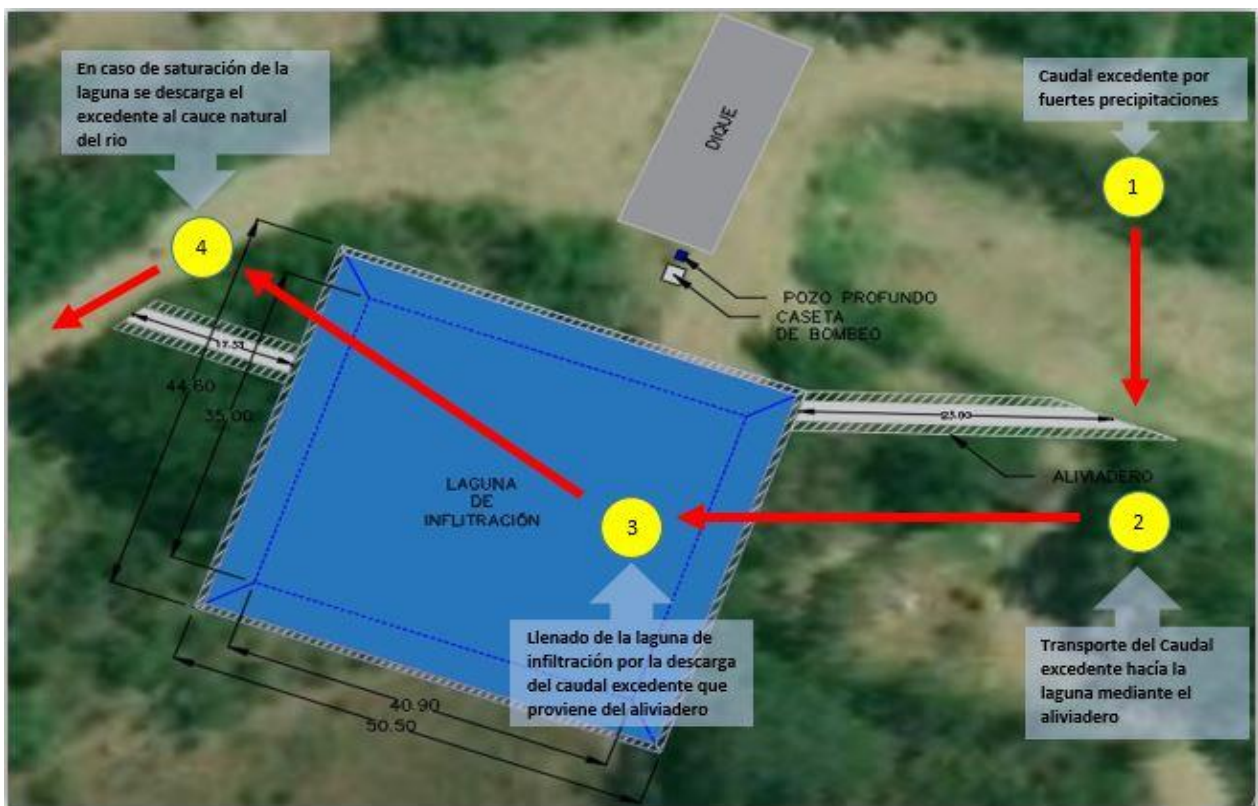 En caso de saturación de la
laguna se descarga el
excedente al cauce natural
del rio
Caudal excedente por
fuertes precipitaciones
DIQUE
1
4
POZO PROFUNDO
CASETA
DE BOMBEO
17.53
44.60
35.00
25.00
ALIVIADERO
LAGUNA
DE
INFLITRACIÓN
3
2
Llenado de la laguna de
infiltración por la descarga
del caudal excedente que
proviene del aliviadero
Transporte del Caudal
excedente hacía la
laguna mediante el
aliviadero
40.90
50.50